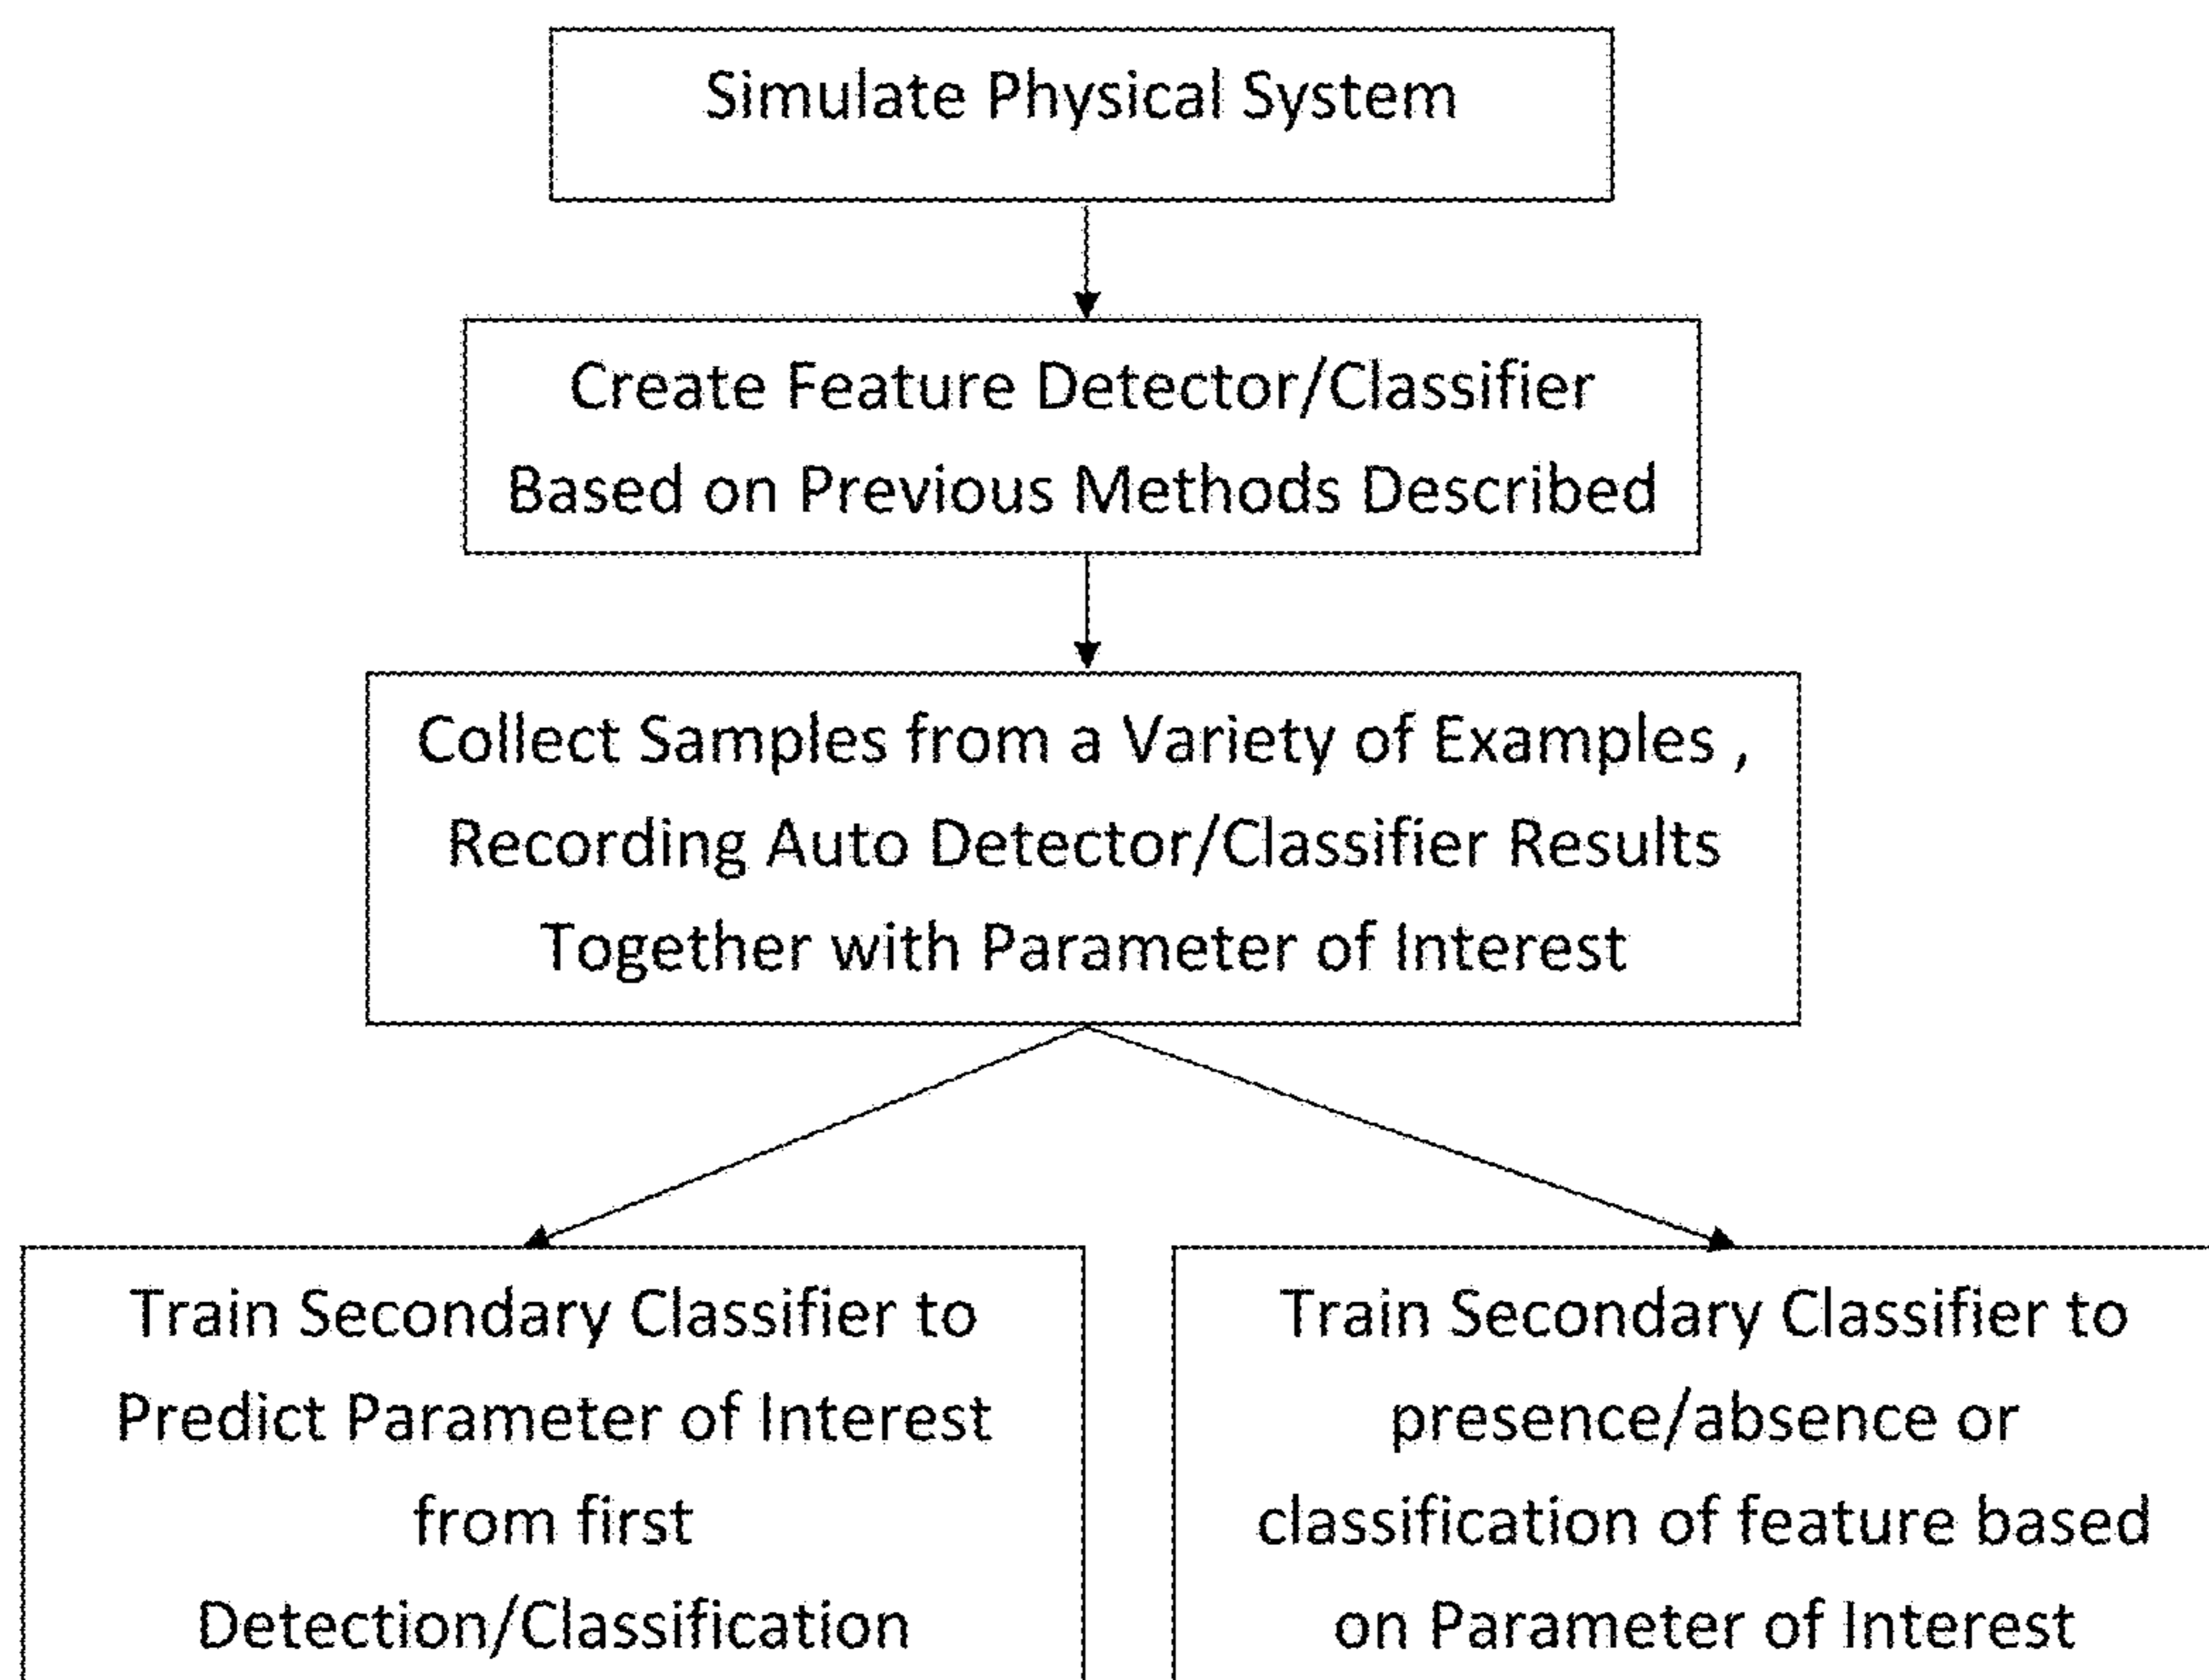 Simulate Physical System
Create Feature Detector/Classifier
Based on Previous Methods Described
Collect Samples from a Variety of Examples ,
Recording Auto Detector/Classifier Results
Together with Parameter of Interest
Train Secondary Classifier to
Predict Parameter of Interest
from first
Detection/Classification
Train Secondary Classifier to
presence/absence or
classification of feature based
on Parameter of Interest